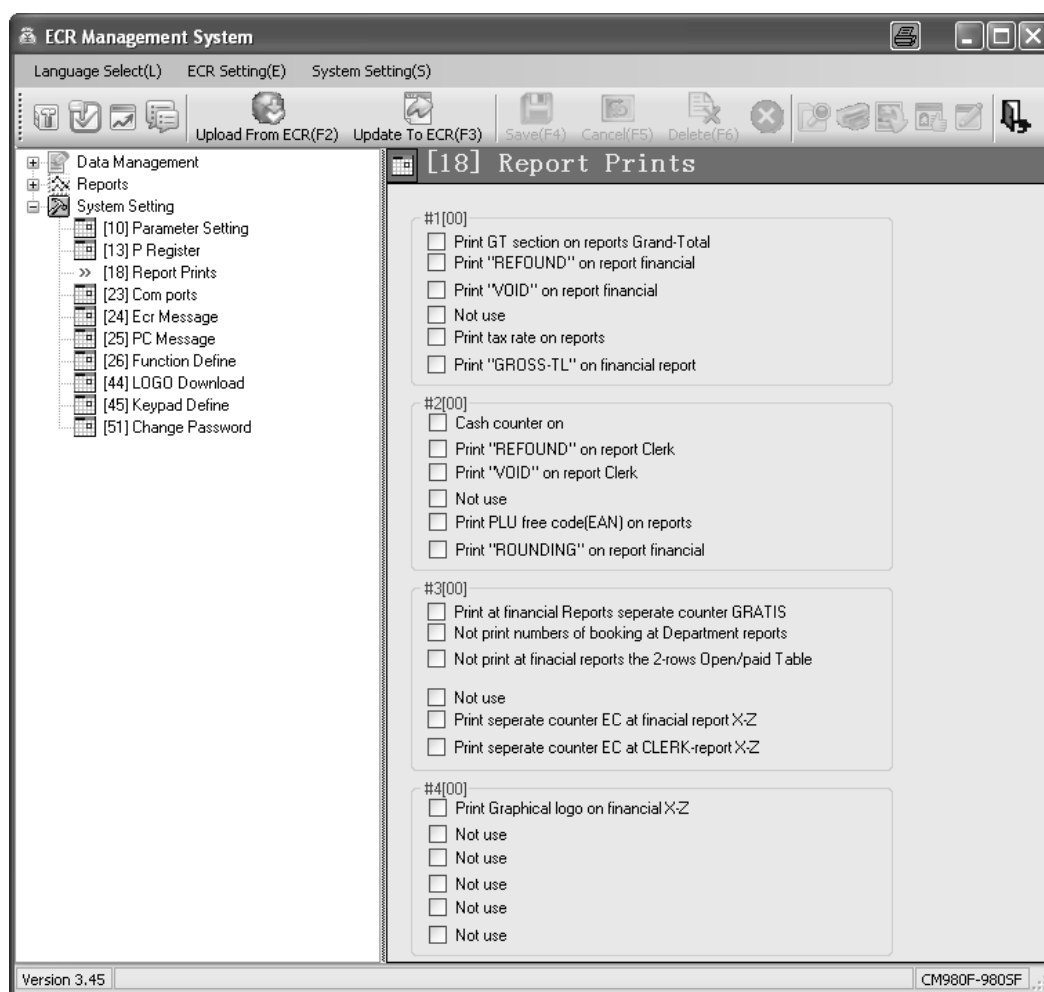 ECR Management System
Language Select(L) ECR Setting(E) System Setting(S)
Upload From ECR(F2) Update To ECR(F3) Save(F4) Cancel(F5) Delete(F6)
Data Management
Reports
System Setting
[10] Parameter Setting
[13] P Register
[18] Report Prints
[23] Com ports
[24] Ecr Message
[25] PC Message
[26] Function Define
[44] LOGO Download
[45] Keypad Define
[51] Change Password
[18] Report Prints
#1[00]
Print GT section on reports Grand-Total
Print "REFOUND" on report financial
Print "VOID" on report financial
Not use
Print tax rate on reports
Print "GROSS-TL" on financial report
#2[00]
Cash counter on
Print "REFOUND" on report Clerk
Print "VOID" on report Clerk
Not use
Print PLU free code(EAN) on reports
Print "ROUNDING" on report financial
#3[00]
Print at financial Reports seperate counter GRATIS
Not print numbers of booking at Department reports
Not print at finacial reports the 2-rows Open/paid Table
Not use
Print seperate counter EC at finacial report X-Z
Print seperate counter EC at CLERK-report X-Z
#4[00]
Print Graphical logo on financial X-Z
Not use
Not use
Not use
Not use
Not use
Version 3.45 CM980F-980SF